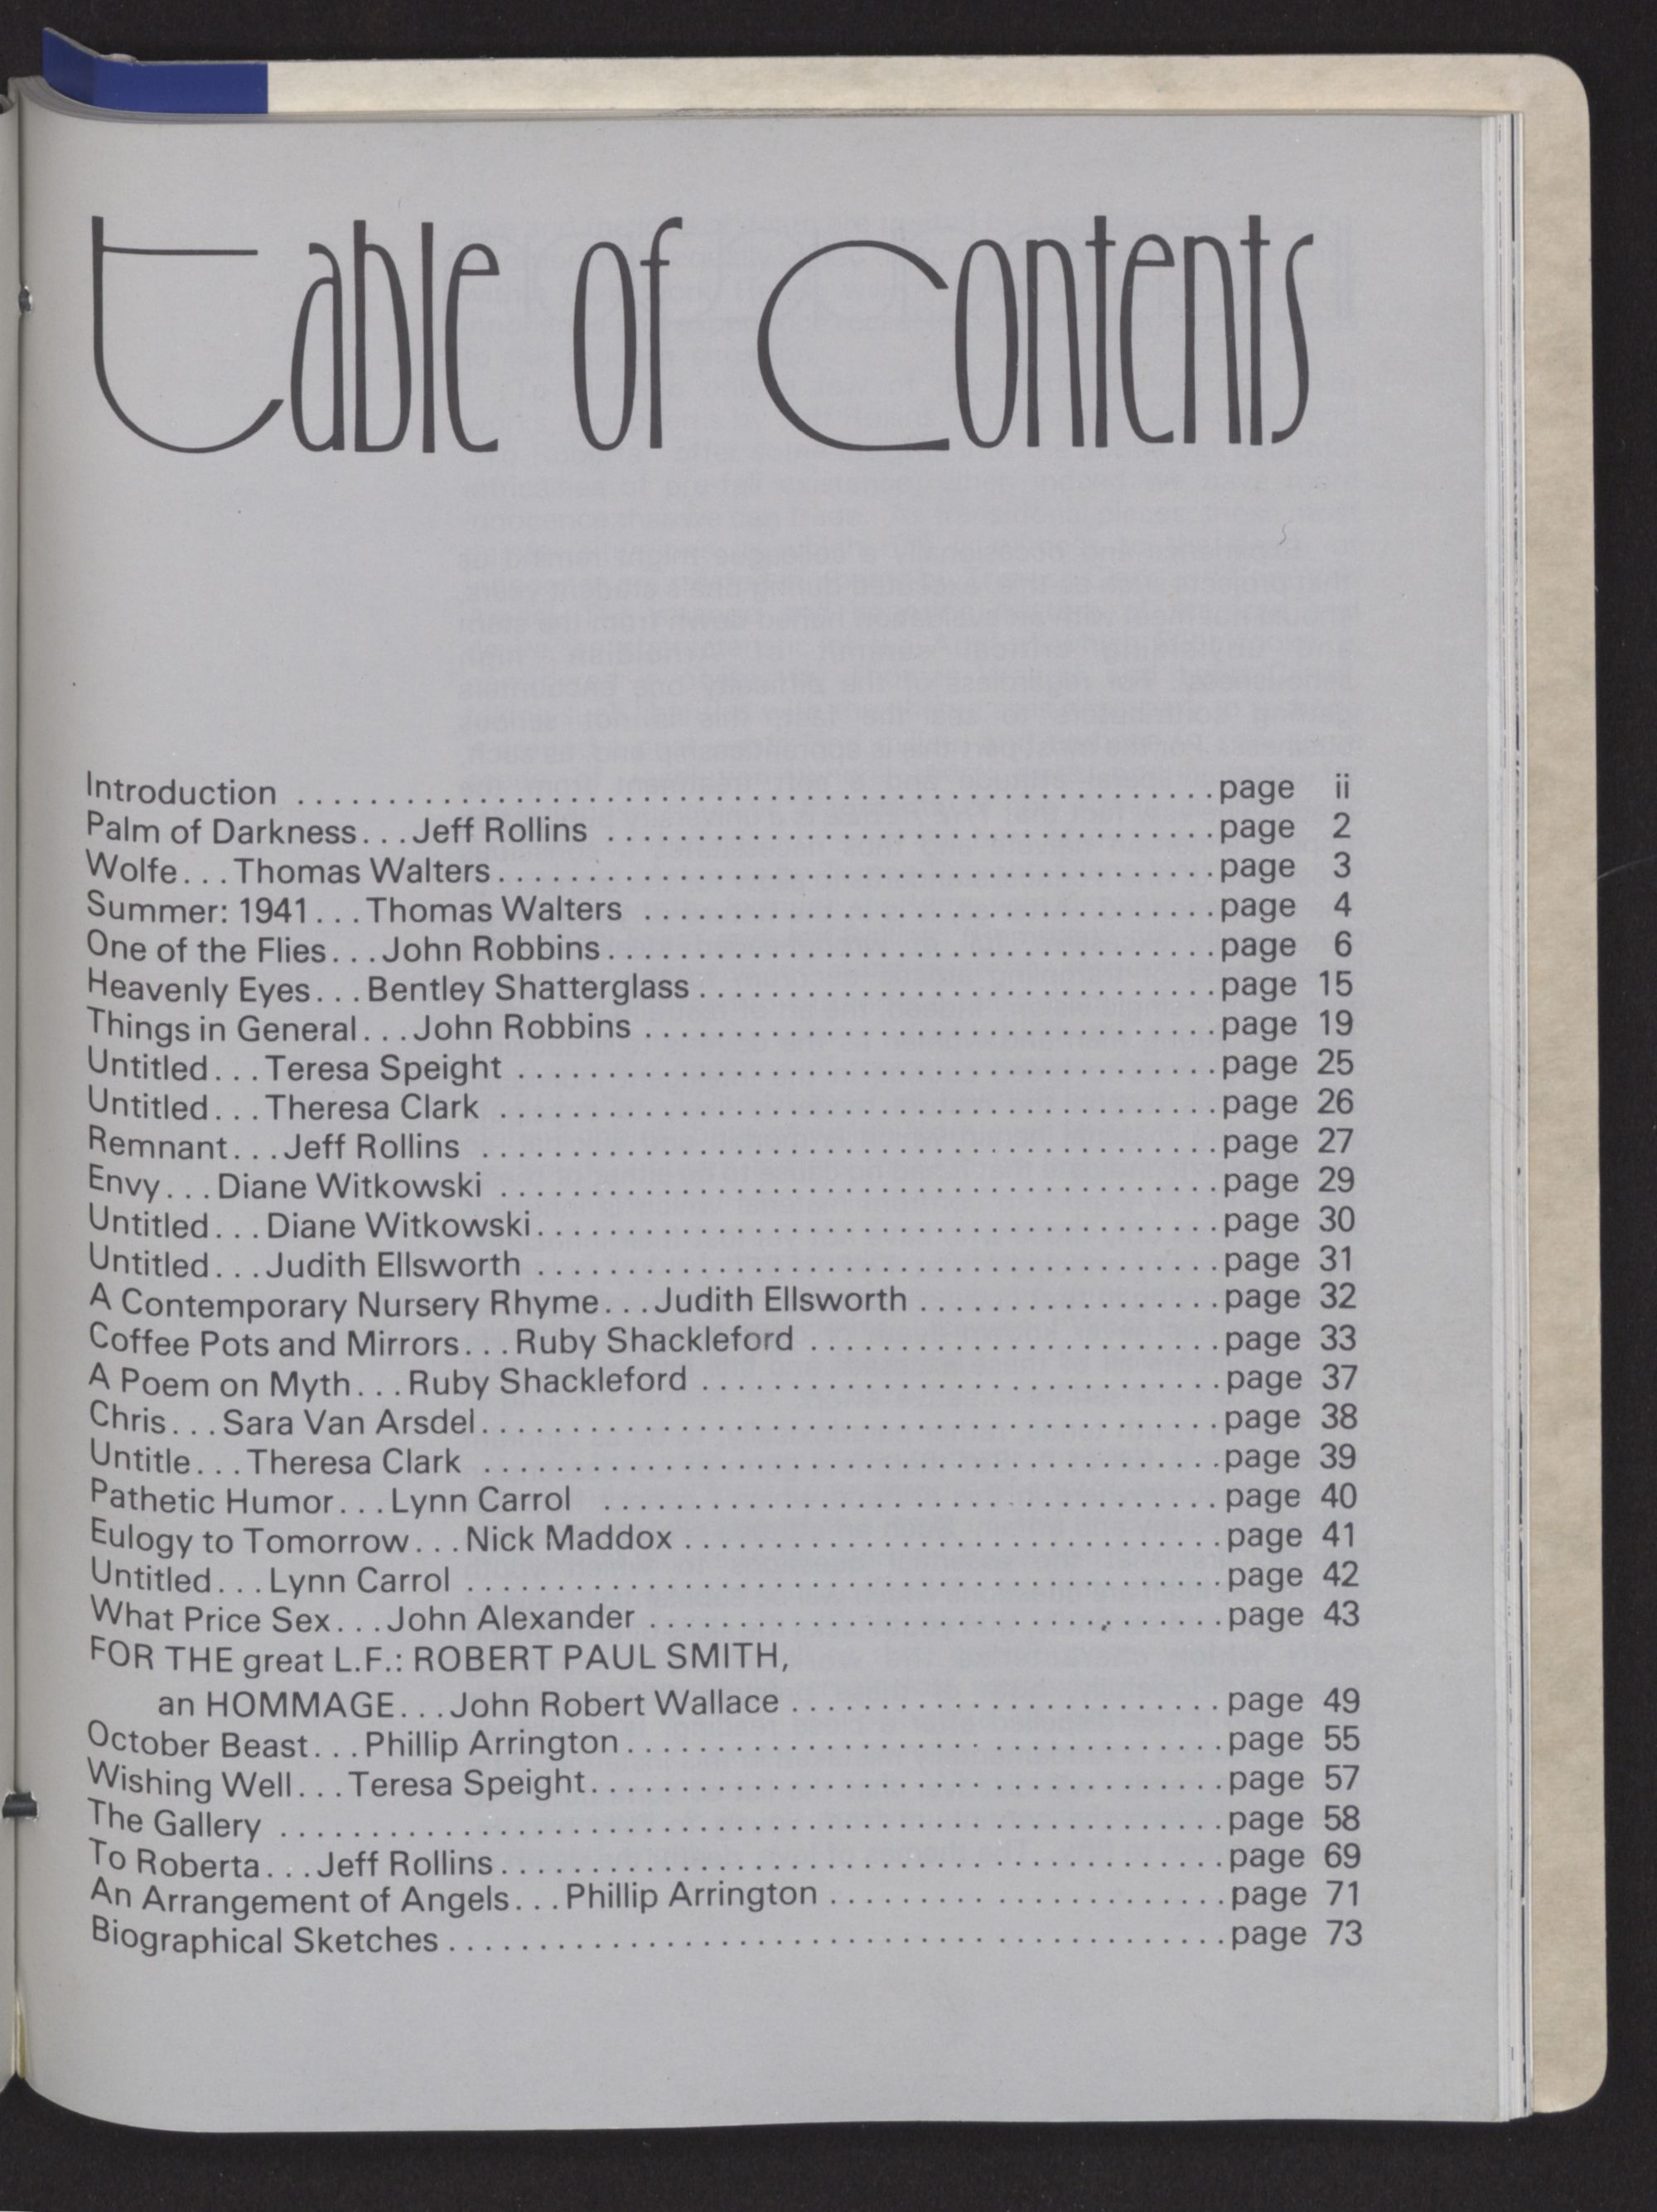 Table of Contents
Introduction ................................................. page ii
Palm of Darkness...Jeff Rollins ................................. page 2
Wolfe...Thomas Walters....................................... page 3
Summer: 1941...Thomas Walters ................................ page 4
One of the Flies...John Robbins................................. page 6
Heavenly Eyes...Bentley Shatterglass............................ page 15
Things in General...John Robbins ............................... page 19
Untitled...Teresa Speight ...................................... page 25
Untitled...Theresa Clark ....................................... page 26
Remnant...Jeff Rollins ........................................ page 27
Envy...Diane Witkowski ....................................... page 29
Untitled...Diane Witkowski..................................... page 30
Untitled...Judith Ellsworth ..................................... page 31
A Contemporary Nursery Rhyme...Judith Ellsworth ................. page 32
Coffee Pots and Mirrors...Ruby Shackleford ....................... page 33
A Poem on Myth...Ruby Shackleford ............................. page 37
Chris...Sara Van Arsdel........................................ page 38
Untitle...Theresa Clark ........................................ page 39
Pathetic Humor...Lynn Carrol .................................. page 40
Eulogy to Tomorrow...Nick Maddox .............................. page 41
Untitled...Lynn Carrol ......................................... page 42
What Price Sex...John Alexander ................................ page 43
FOR THE great L.F.: ROBERT PAUL SMITH,
an HOMMAGE...John Robert Wallace ........................ page 49
October Beast...Phillip Arrington................................. page 55
Wishing Well...Teresa Speight................................... page 57
The Gallery ................................................... page 58
To Roberta...Jeff Rollins........................................ page 69
An Arrangement of Angels...Phillip Arrington ...................... page 71
Biographical Sketches .......................................... page 73